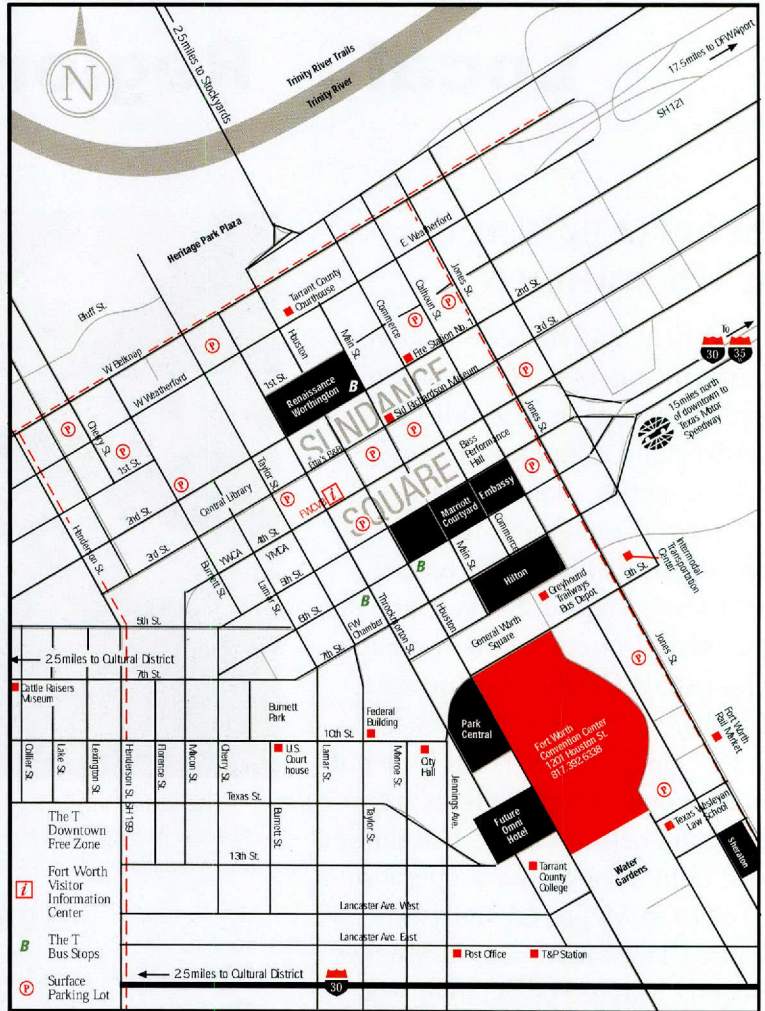 N
2.5 miles to Stockyards
Trinity River Trails
Trinity River
17.5 miles to DFW Aiport
SH 121
Heritage Park Plaza
E. Weatherford
Tarrant County
Courthouse
Commerce
Calhoun St.
Jones St.
2nd St.
3rd St.
Bluff St.
W Belknap
W Weatherford
Houston
Main St.
Fire Station No. 1
1st St.
Renaissance
Worthington
B
SUNDANCE
SQUARE
Sid Richardson Museum
To
30
35
W
15 miles north
of downtown to
Texas Motor
Speedway
P
P
P
P
P
P
P
P
P
P
P
P
P
P
Cherry St.
1st St.
Taylor St.
Etta's B&B
Bass
Performance
Hall
Jones St.
Central Library
FWCVB
i
2nd St.
3rd St.
Henderson St.
Burnett St.
YWCA
4th St.
YMCA
Lamar St.
8th St.
6th St.
7th St.
Marriott
Courtyard
Embassy
Main St.
Commerce
Hilton
B
B
Throckmorton St.
FW
Chamber
Houston
General Worth
Square
Greyhound
Trailways
Bus Depot
9th St.
Intermodal
Transportation
Center
Jones St.
5th St.
2.5 miles to Cultural District
7th St.
Cattle Raisers
Museum
Burnett
Park
Federal
Building
10th St.
U.S.
Court
house
City
Hall
Park
Central
Fort Worth
Convention Center
1201 Houston St.
817.392.6338
Fort Worth
Rail Market
Collier St.
Lake St.
Lexington St.
Henderson St. SH 199
Florence St.
Macon St.
Cherry St.
Burnett St.
Lamar St.
Taylor St.
Monroe St.
Jennings Ave.
Texas St.
13th St.
Future
Omni
Hotel
Texas Wesleyan
Law School
Sheraton
Tarrant
County
College
Water
Gardens
Lancaster Ave. West
Lancaster Ave. East
Post Office
T&P Station
2.5 miles to Cultural District
30
The T
Downtown
Free Zone
i
Fort Worth
Visitor
Information
Center
B
The T
Bus Stops
P
Surface
Parking Lot